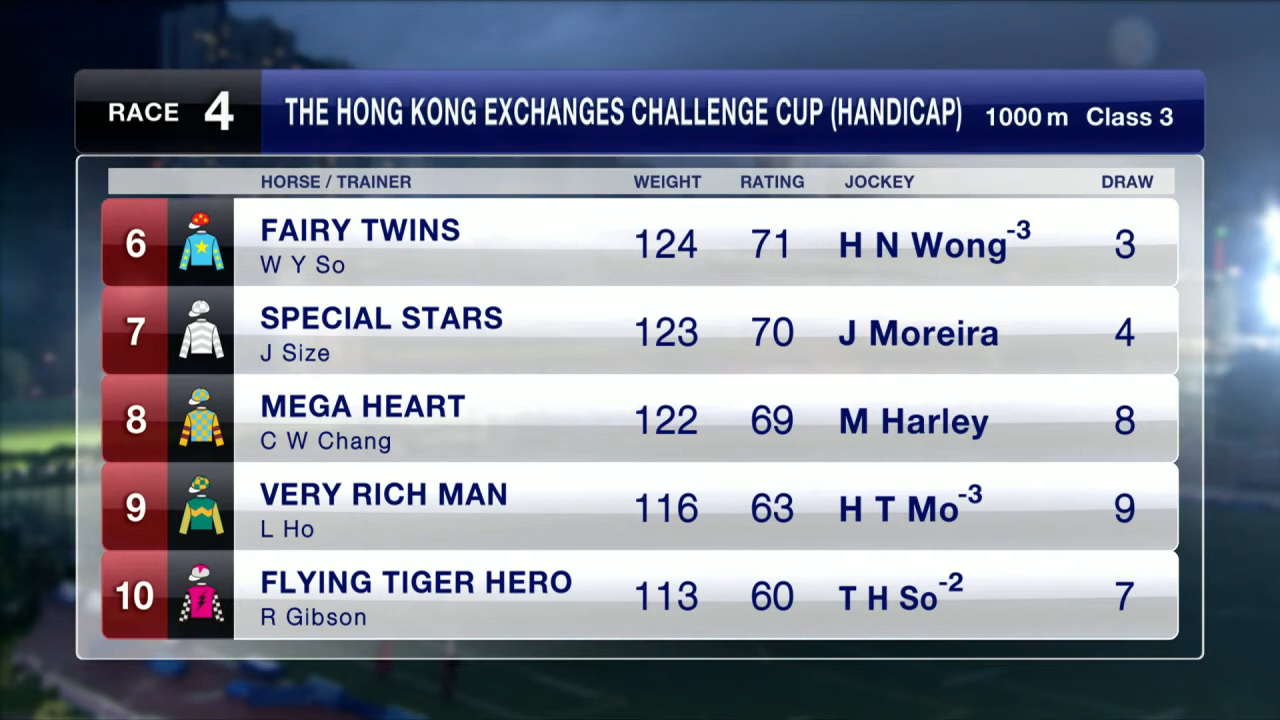 RACE 4 THE HONG KONG EXCHANGES CHALLENGE CUP (HANDICAP) 1000 m Class 3
HORSE / TRAINER WEIGHT RATING JOCKEY DRAW
6 FAIRY TWINS 124 71 H N Wong-3 3
W Y So
7 SPECIAL STARS 123 70 J Moreira 4
J Size
8 MEGA HEART 122 69 M Harley 8
C W Chang
9 VERY RICH MAN 116 63 H T Mo-3 9
L Ho
10 FLYING TIGER HERO 113 60 T H So-2 7
R Gibson